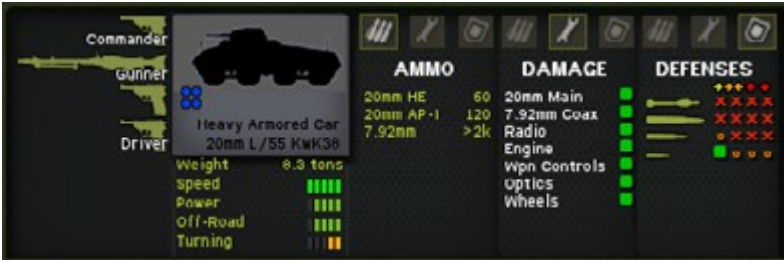 Commander
Gunner
Driver
Heavy Armored Car
20mm L/55 KwK38
Weight 8.3 tons
Speed
Power
Off-Road
Turning
AMMO
20mm HE 60
20mm AP-I 120
7.92mm >2k
DAMAGE
20mm Main
7.92mm Coax
Radio
Engine
Wpn Controls
Optics
Wheels
DEFENSES